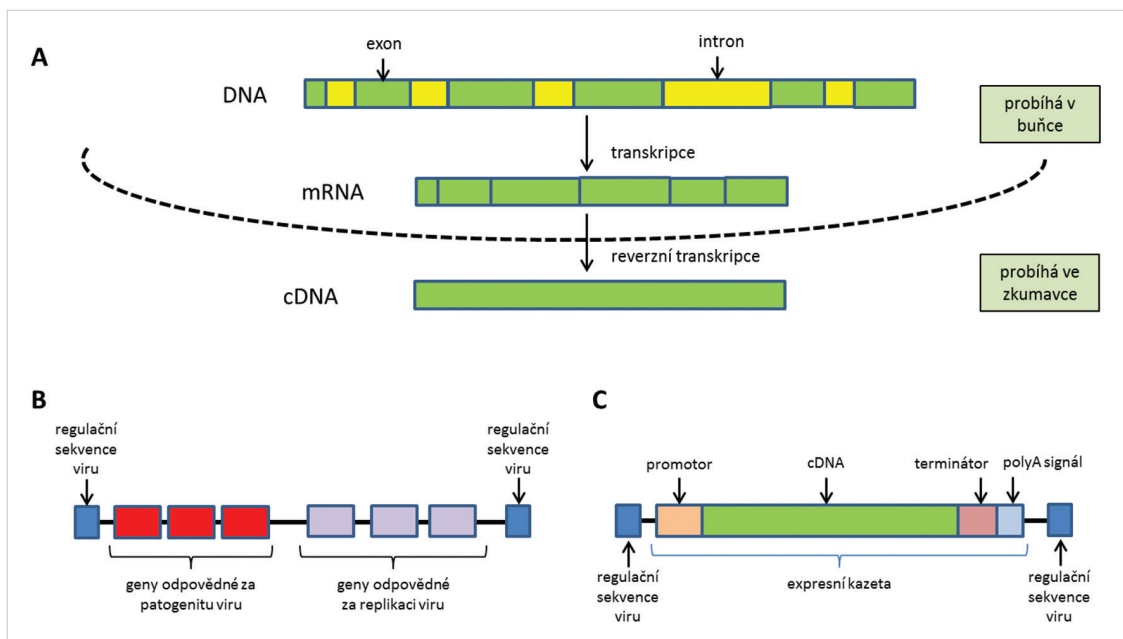 A
exon
intron
DNA
probíhá v
buňce
transkripce
mRNA
reverzní transkripce
cDNA
probíhá ve
zkumavce
B
regulační
sekvence
viru
regulační
sekvence
viru
geny odpovědné za
patogenitu viru
geny odpovědné
za replikaci viru
C
promotor
cDNA
terminátor
polyA signál
regulační
sekvence
viru
expresní kazeta
regulační
sekvence
viru